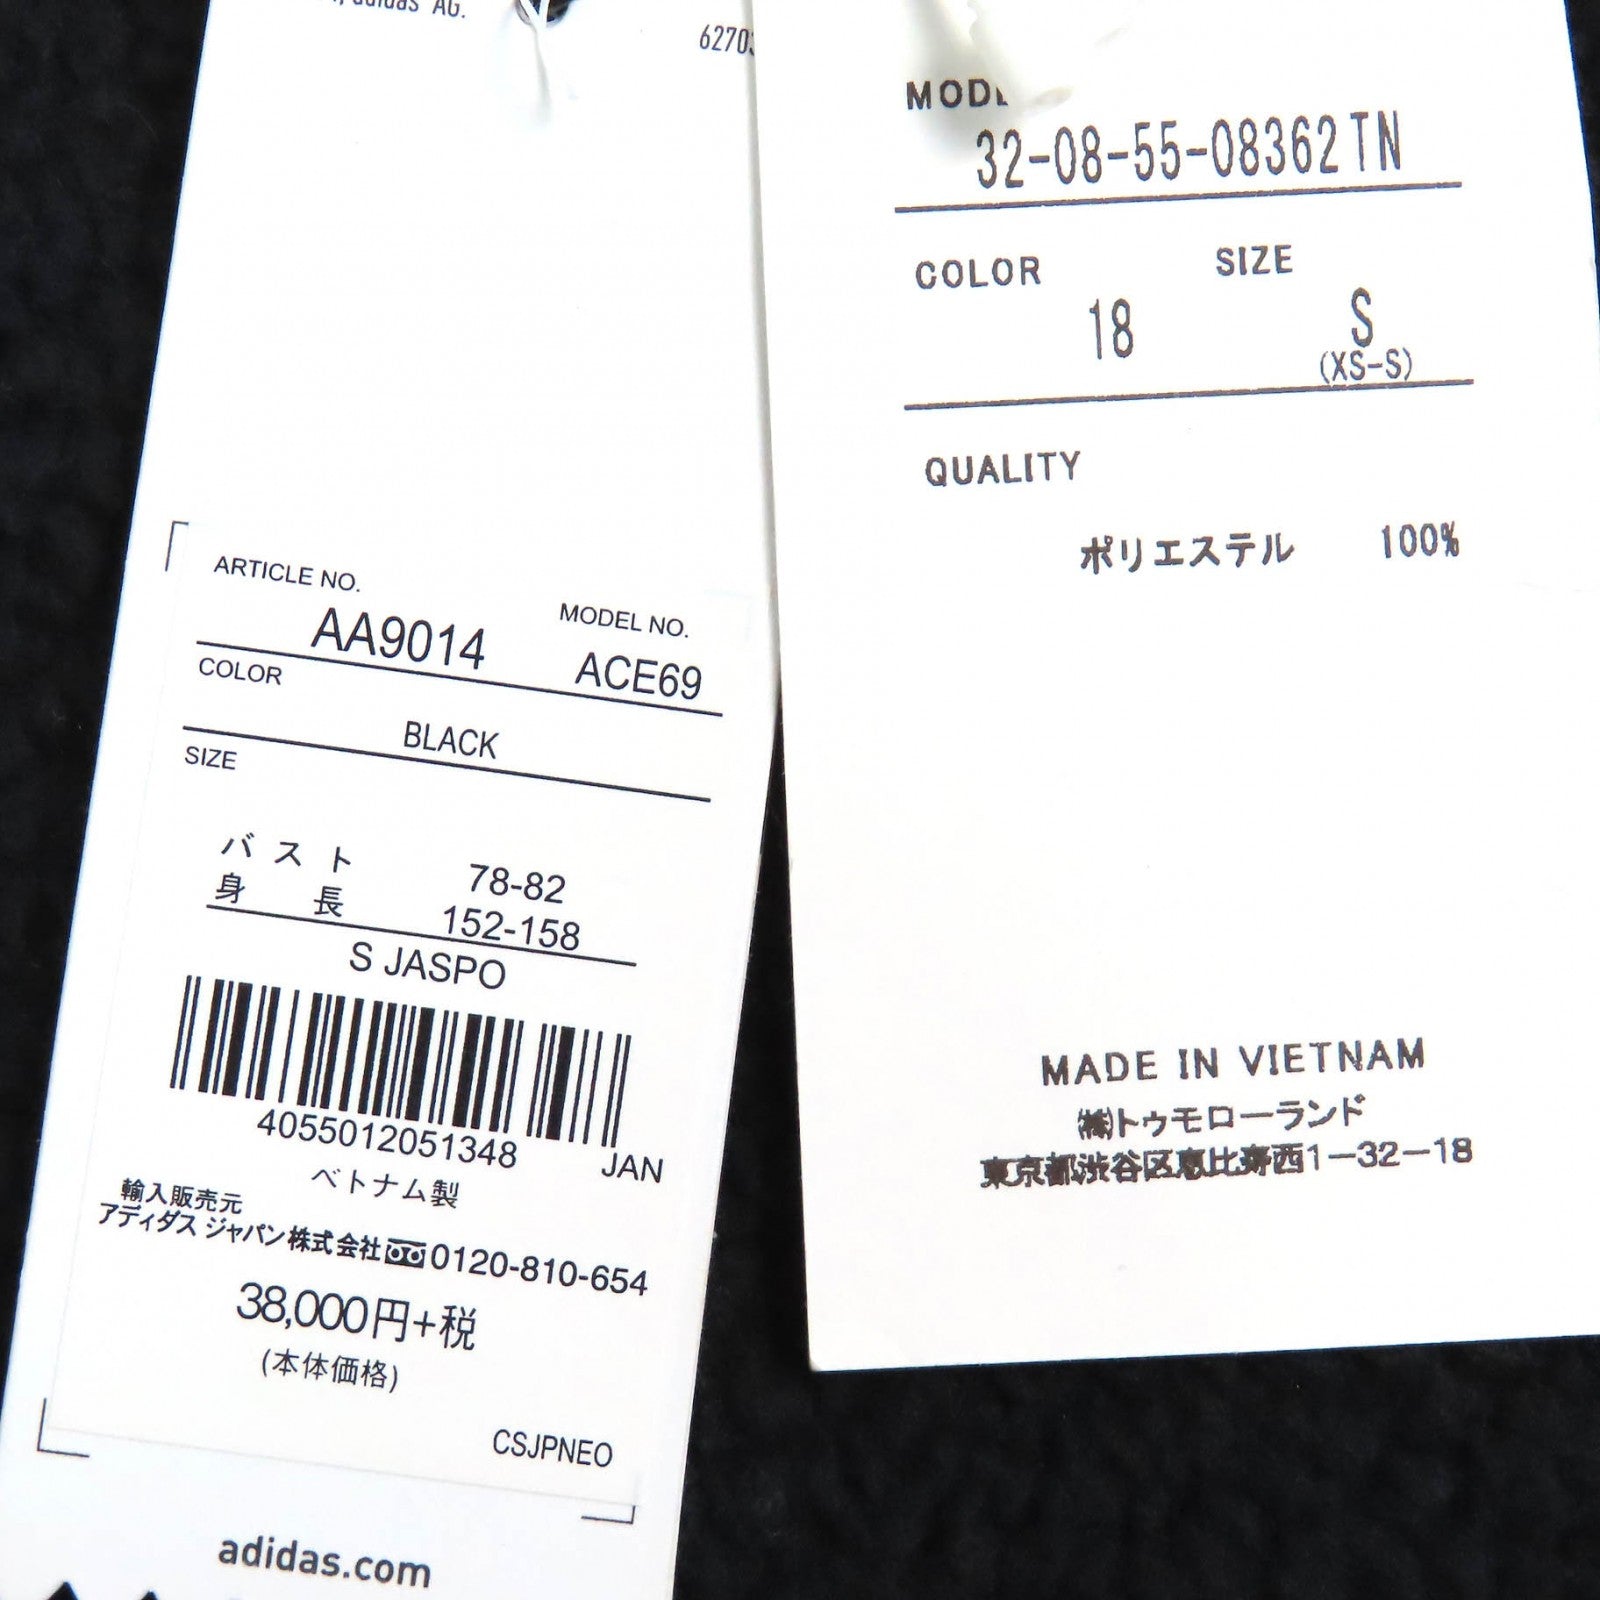 adidas AG.
6270
ARTICLE NO.
AA9014
MODEL NO.
ACE69
COLOR
BLACK
SIZE
バスト 78-82
身長 152-158
S JASPO
4055012051348
JAN
ベトナム製
輸入販売元
アディダス ジャパン株式会社 0120-810-654
38,000円+税
(本体価格)
CSJPNEO
adidas.com
32-08-55-08362TN
COLOR
18
SIZE
S
(XS-S)
QUALITY
ポリエステル 100%
MADE IN VIETNAM
㈱トゥモローランド
東京都渋谷区恵比寿西1-32-18